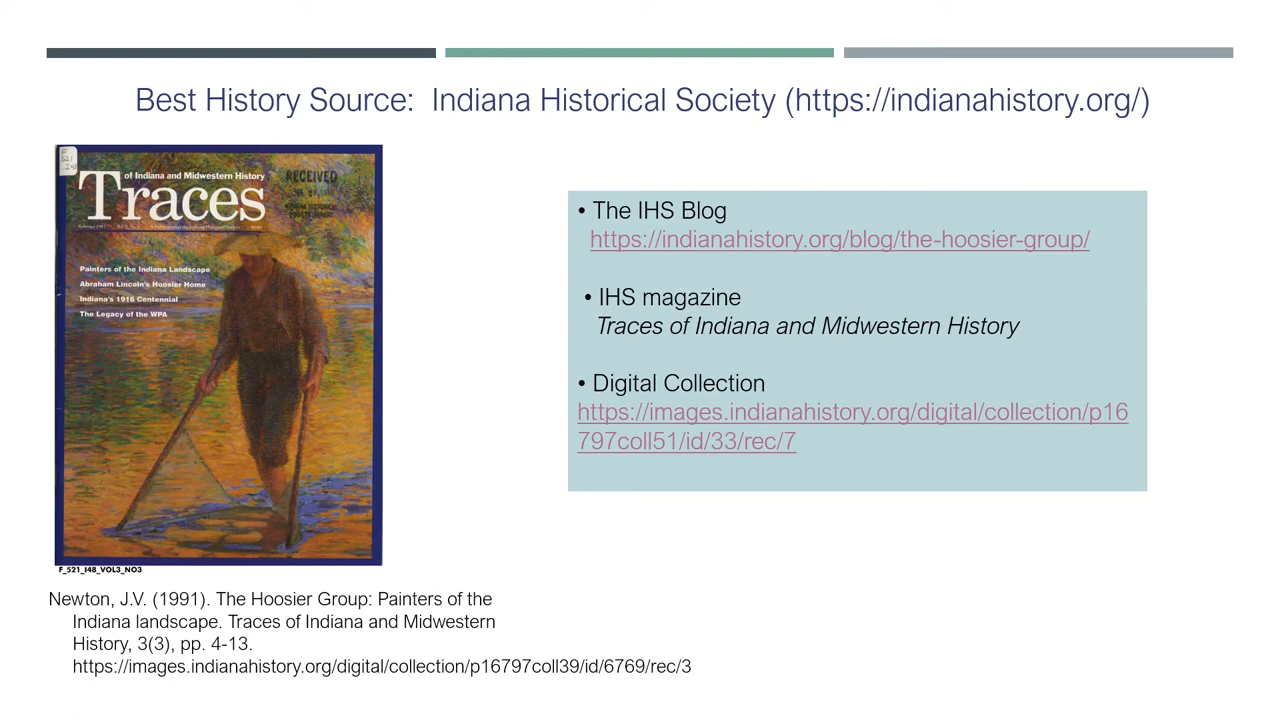 Best History Source: Indiana Historical Society (https://indianahistory.org/)
of Indiana and Midwestern History
RECEIVED
Traces
Painters of the Indiana Landscape
Abraham Lincoln's Hoosier Home
Indiana's 1916 Centennial
The Legacy of the WPA
F_521_I48_VOL3_NO3
Newton, J.V. (1991). The Hoosier Group: Painters of the
Indiana landscape. Traces of Indiana and Midwestern
History, 3(3), pp. 4-13.
https://images.indianahistory.org/digital/collection/p16797coll39/id/6769/rec/3
• The IHS Blog
https://indianahistory.org/blog/the-hoosier-group/
• IHS magazine
Traces of Indiana and Midwestern History
• Digital Collection
https://images.indianahistory.org/digital/collection/p16
797coll51/id/33/rec/7